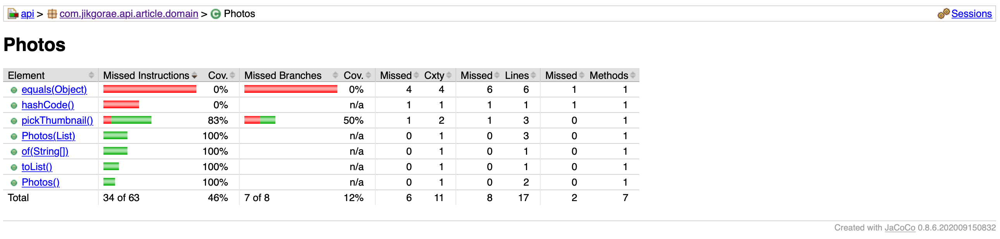 api > com.jikgorae.api.article.domain > Photos Sessions
Photos
Element Missed Instructions Cov. Missed Branches Cov. Missed Cxty Missed Lines Missed Methods
equals(Object) 0% 0% 4 4 6 6 1 1
hashCode() 0% n/a 1 1 1 1 1 1
pickThumbnail() 83% 50% 1 2 1 3 0 1
Photos(List) 100% n/a 0 1 0 3 0 1
of(String[]) 100% n/a 0 1 0 1 0 1
toList() 100% n/a 0 1 0 1 0 1
Photos() 100% n/a 0 1 0 2 0 1
Total 34 of 63 46% 7 of 8 12% 6 11 8 17 2 7
Created with JaCoCo 0.8.6.202009150832